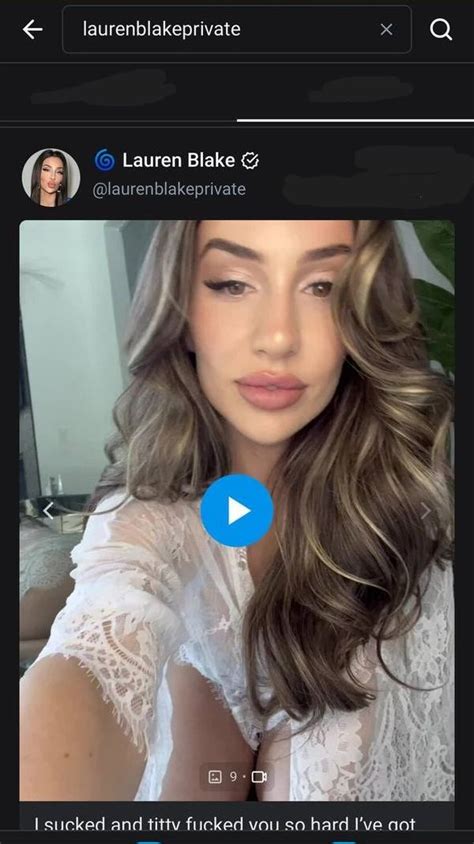 laurenblakeprivate
Lauren Blake
@laurenblakeprivate
9
I sucked and titty fucked you so hard I've got